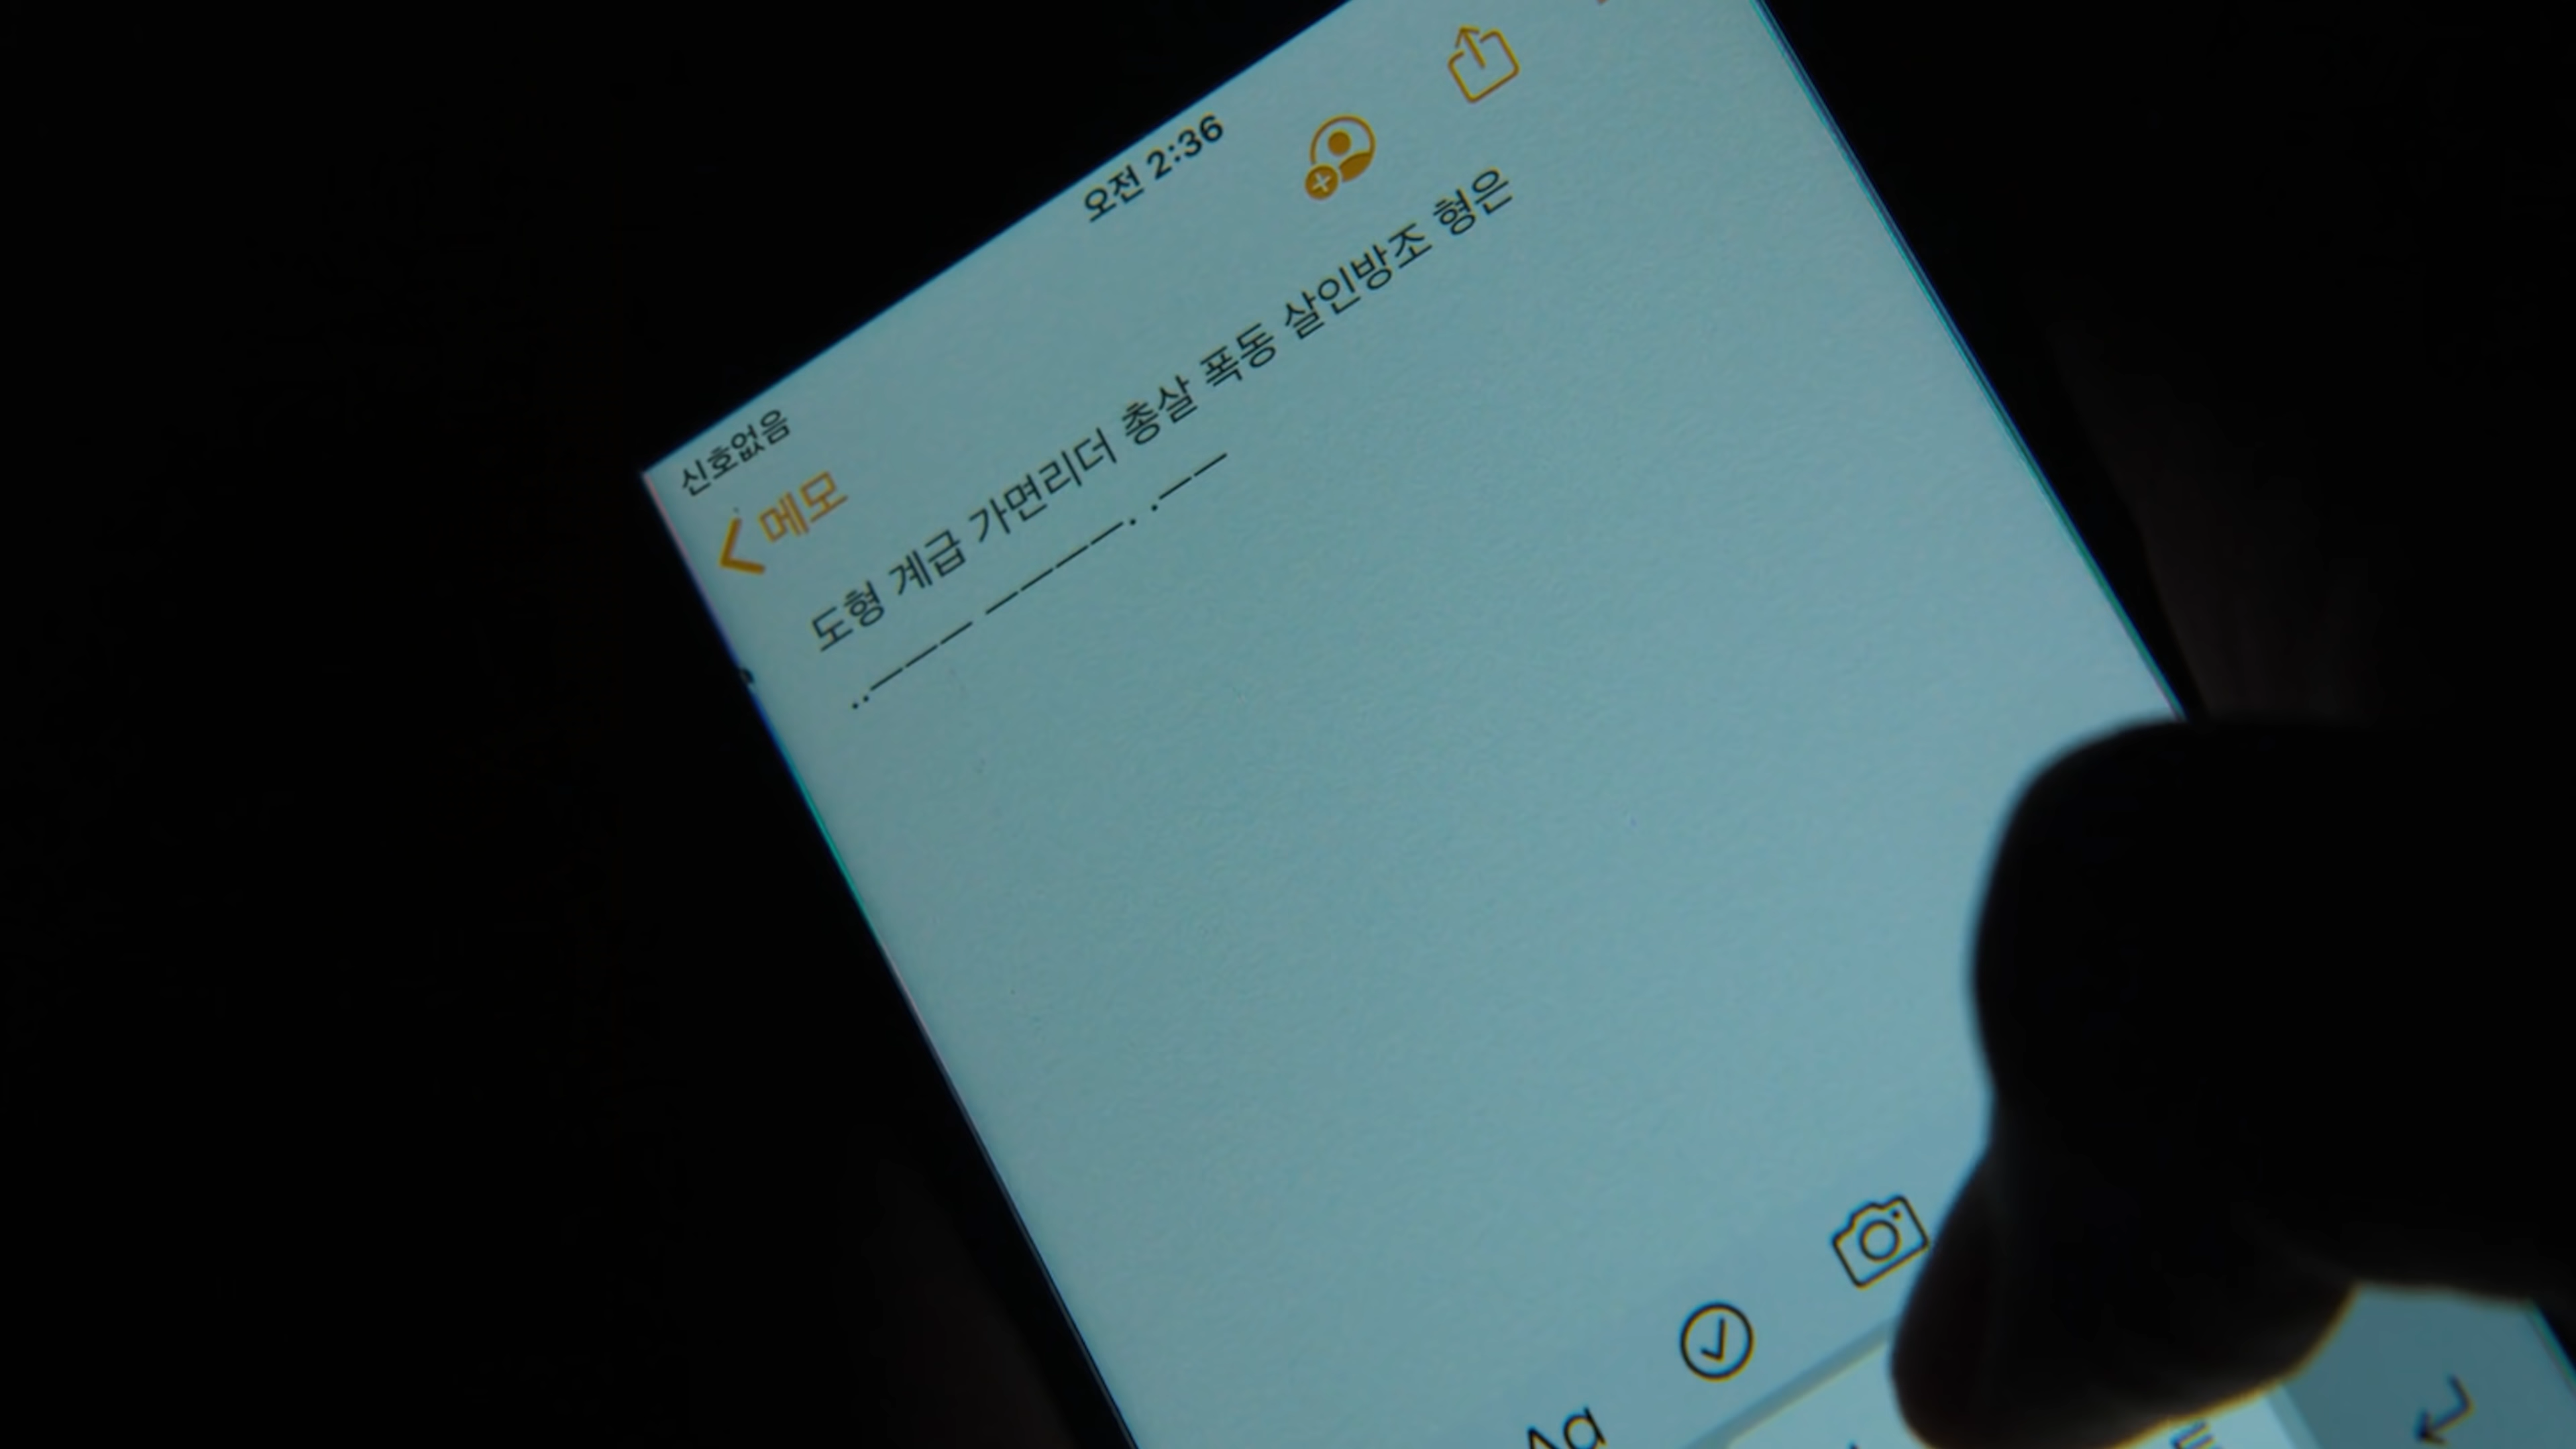 오전 2:36
신호없음
메모
도형 계급 가면리더 총살 폭동 살인방조 형은
..——— ————. .——
Aa